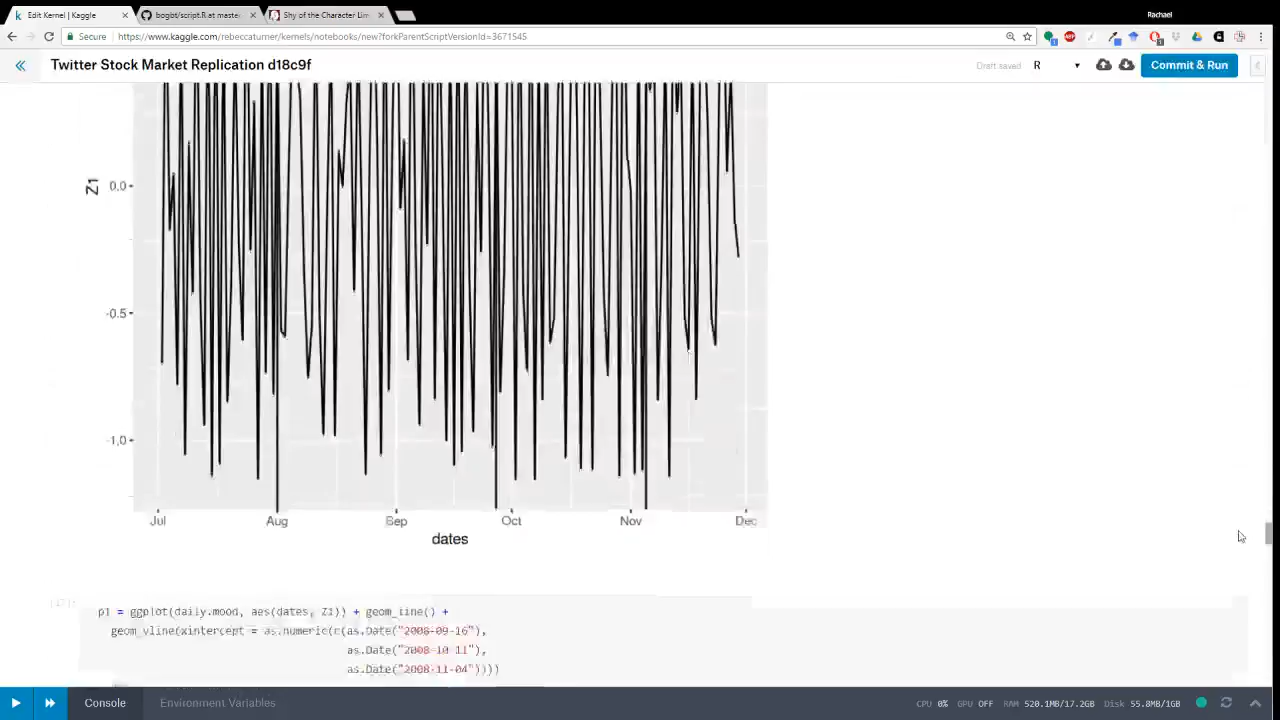 Rachael
Edit Kernel | Kaggle
bogbt/script.R at master
Shy of the Character Lim
Secure
https://www.kaggle.com/rebeccaturner/kernels/notebooks/new?forkParentScriptVersionId=3671545
Twitter Stock Market Replication d18c9f
Draft saved
R
Commit & Run
Z1
0.0
-0.5
-1.0
Jul Aug Sep Oct Nov Dec
dates
p1 = ggplot(daily.mood, aes(dates, Z1)) + geom_line() +
geom_vline(xintercept = as.numeric(c(as.Date("2008-09-16"),
as.Date("2008-10-11"),
as.Date("2008-11-04"))))
Console
Environment Variables
CPU 0% GPU OFF RAM 520.1MB/17.2GB Disk 55.8MB/1GB